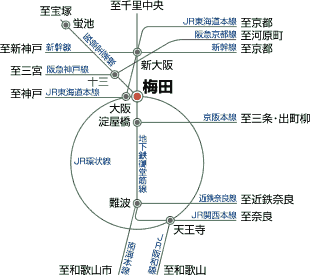 至宝塚
至千里中央
蛍池
JR東海道本線
至京都
阪急宝塚線
阪急京都線
至河原町
至新神戸
新幹線
新幹線
至京都
新大阪
至三宮
阪急神戸線
十三
梅田
至神戸
JR東海道本線
大阪
淀屋橋
京阪本線
至三条・出町柳
地下鉄御堂筋線
JR環状線
近鉄奈良線
至近鉄奈良
難波
JR関西本線
至奈良
天王寺
南海本線
JR阪和線
至和歌山市
至和歌山